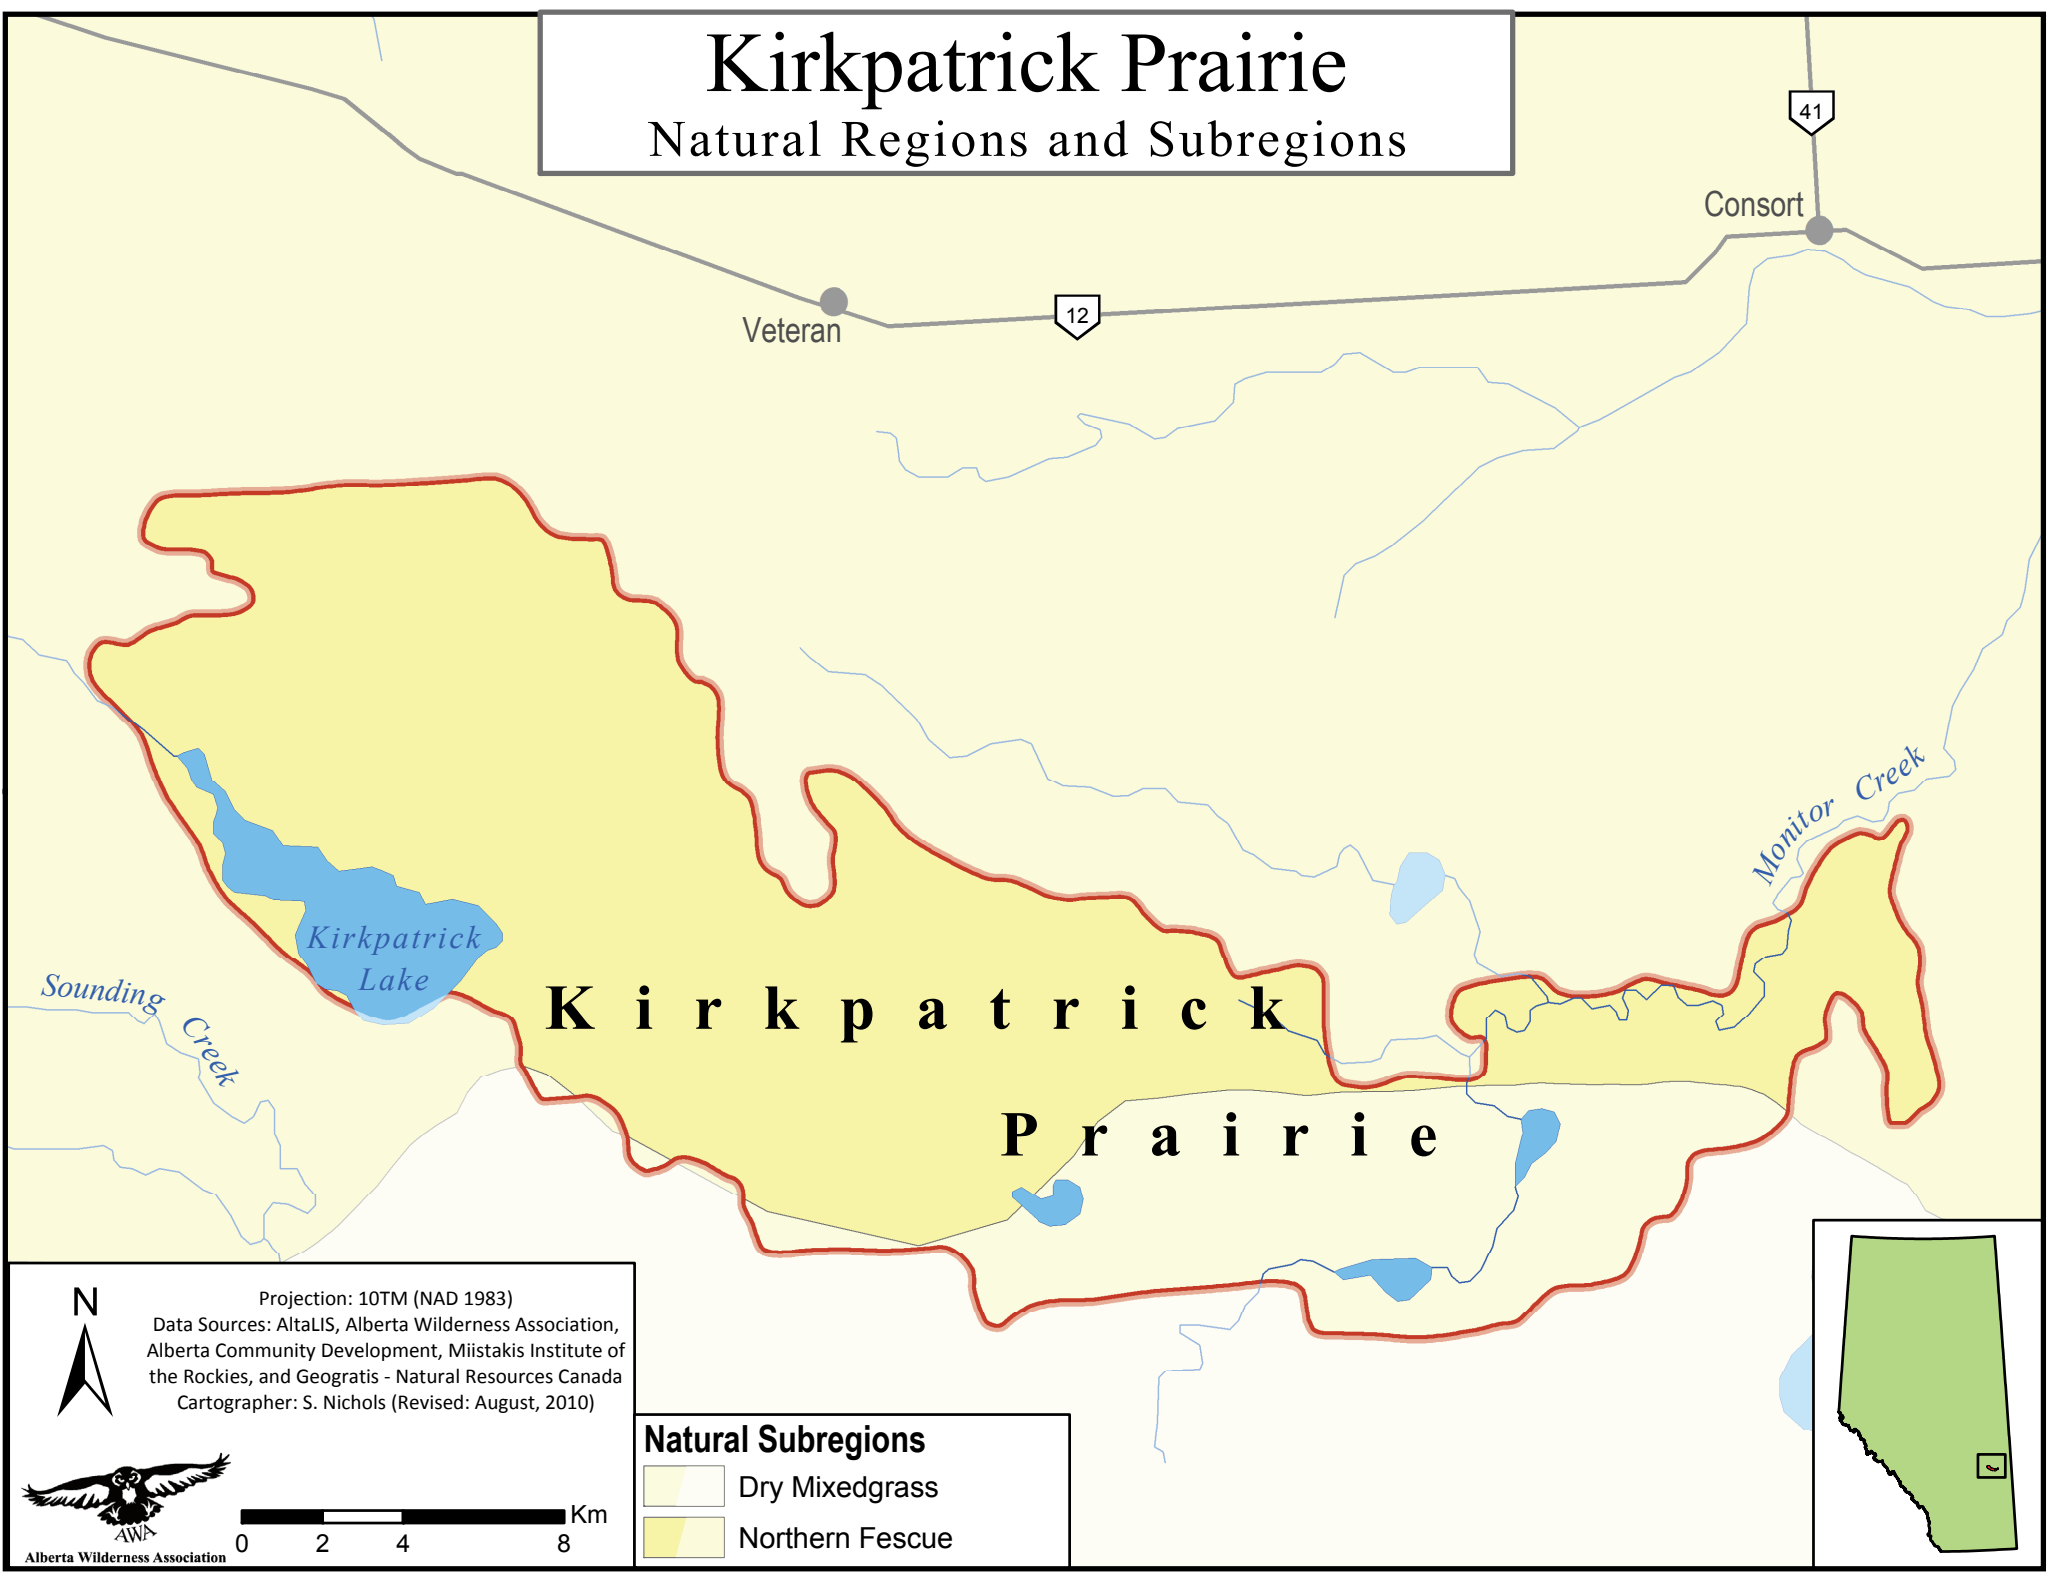 Kirkpatrick Prairie
Natural Regions and Subregions
41
Consort
Veteran
12
Monitor Creek
Kirkpatrick
Lake
Sounding Creek
Kirkpatrick
Prairie
N
Projection: 10TM (NAD 1983)
Data Sources: AltaLIS, Alberta Wilderness Association,
Alberta Community Development, Miistakis Institute of
the Rockies, and Geogratis - Natural Resources Canada
Cartographer: S. Nichols (Revised: August, 2010)
AWA
Alberta Wilderness Association
Km
0 2 4 8
Natural Subregions
Dry Mixedgrass
Northern Fescue